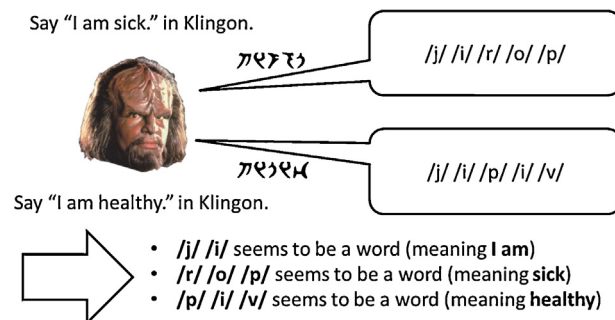 Say “I am sick.” in Klingon.
/j/ /i/ /r/ /o/ /p/
/j/ /i/ /p/ /i/ /v/
Say “I am healthy.” in Klingon.
• /j/ /i/ seems to be a word (meaning I am)
• /r/ /o/ /p/ seems to be a word (meaning sick)
• /p/ /i/ /v/ seems to be a word (meaning healthy)